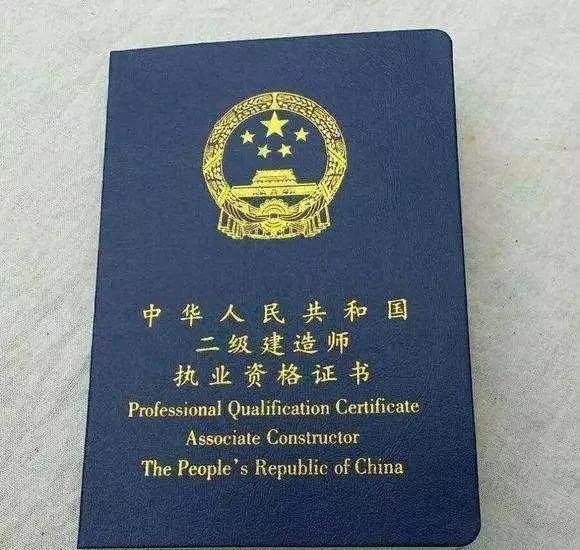 中华人民共和国
二级建造师
执业资格证书
Professional Qualification Certificate
Associate Constructor
The People's Republic of China